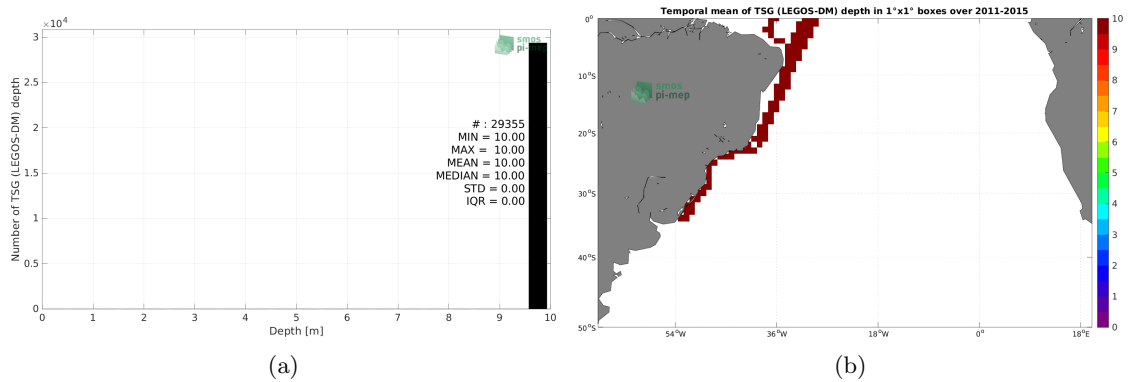 ×10⁴
3
2.5
2
1.5
1
0.5
0
Number of TSG (LEGOS-DM) depth
smos
pi-mep
# : 29355
MIN = 10.00
MAX = 10.00
MEAN = 10.00
MEDIAN = 10.00
STD = 0.00
IQR = 0.00
0 1 2 3 4 5 6 7 8 9 10
Depth [m]
(a)
Temporal mean of TSG (LEGOS-DM) depth in 1°x1° boxes over 2011-2015
0°
10°S
20°S
30°S
40°S
50°S
smos
pi-mep
54°W 36°W 18°W 0° 18°E
10
9
8
7
6
5
4
3
2
1
0
(b)